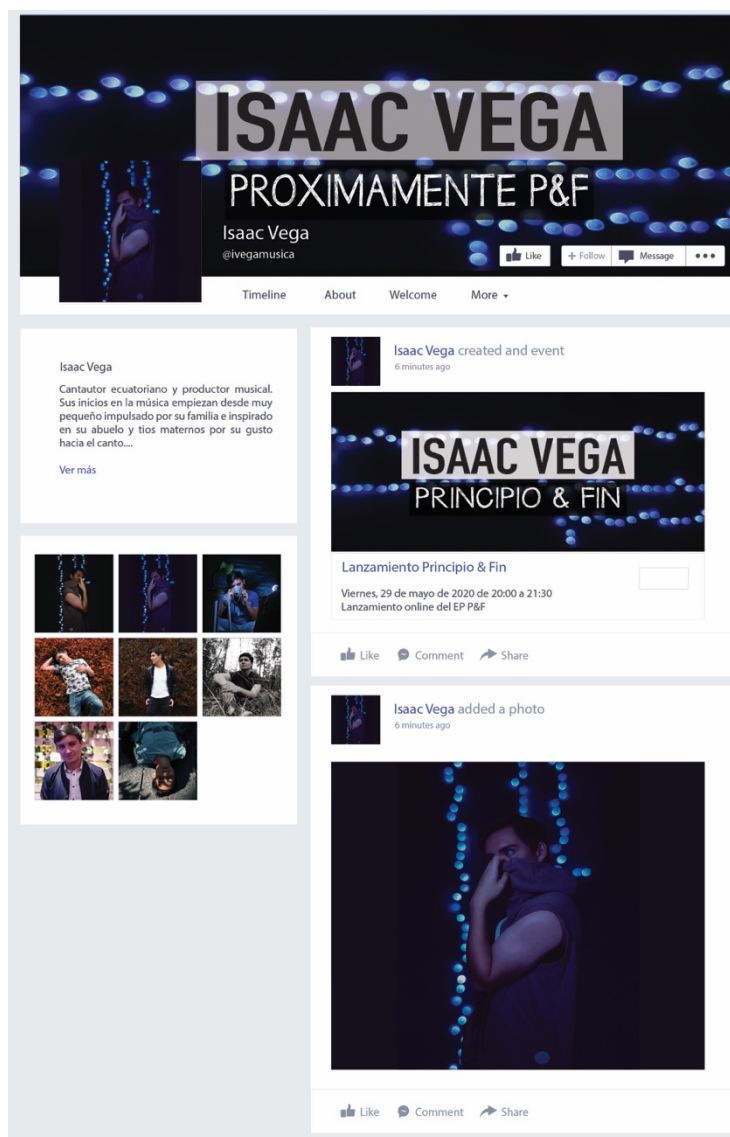 ISAAC VEGA
PROXIMAMENTE P&F
Isaac Vega
@ivegamusica
Like
+ Follow
Message
Timeline
About
Welcome
More
Isaac Vega
Cantautor ecuatoriano y productor musical.
Sus inicios en la música empiezan desde muy
pequeño impulsado por su familia e inspirado
en su abuelo y tios maternos por su gusto
hacia el canto....
Ver más
Isaac Vega created and event
6 minutes ago
ISAAC VEGA
PRINCIPIO & FIN
Lanzamiento Principio & Fin
Viernes, 29 de mayo de 2020 de 20:00 a 21:30
Lanzamiento online del EP P&F
Like
Comment
Share
Isaac Vega added a photo
6 minutes ago
Like
Comment
Share